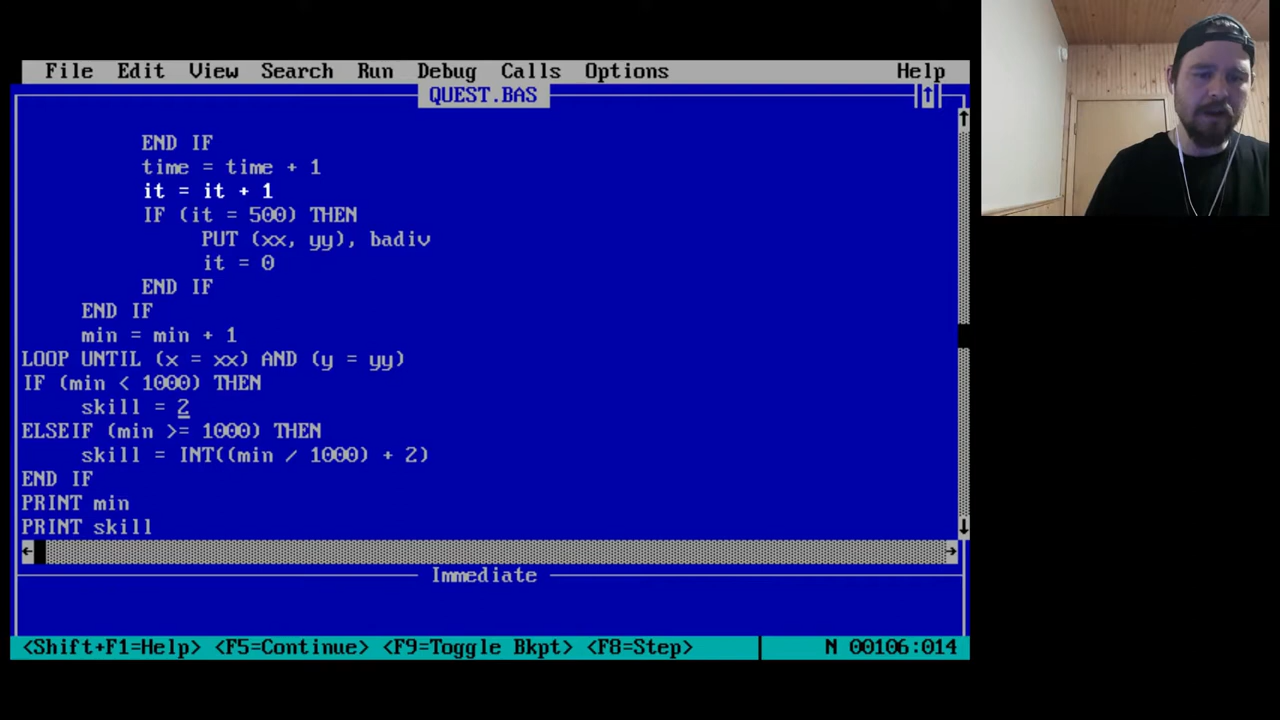 File Edit View Search Run Debug Calls Options Help
QUEST.BAS
END IF
time = time + 1
it = it + 1
IF (it = 500) THEN
PUT (xx, yy), badiv
it = 0
END IF
END IF
min = min + 1
LOOP UNTIL (x = xx) AND (y = yy)
IF (min < 1000) THEN
skill = 2
ELSEIF (min >= 1000) THEN
skill = INT((min / 1000) + 2)
END IF
PRINT min
PRINT skill
Immediate
<Shift+F1=Help> <F5=Continue> <F9=Toggle Bkpt> <F8=Step> N 00106:014